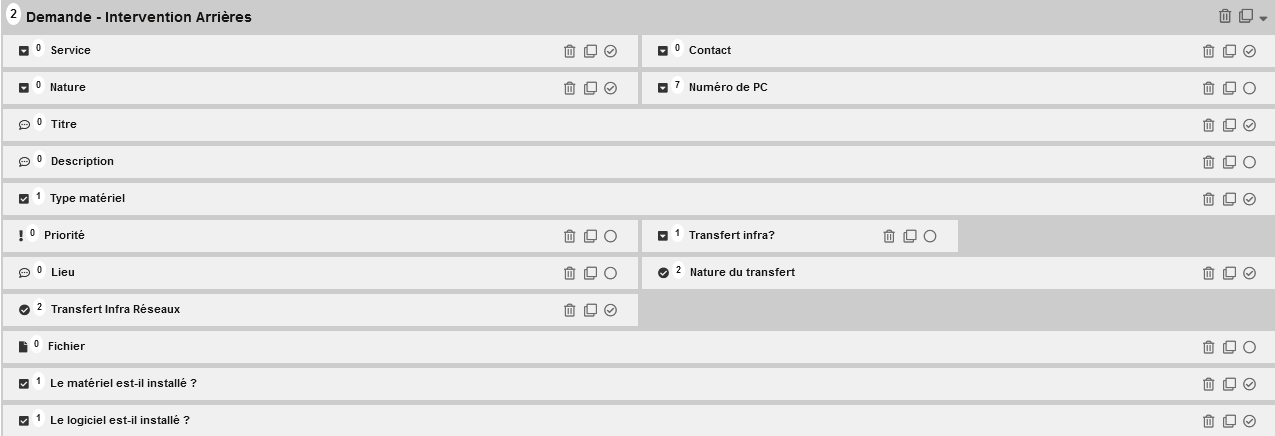 2 Demande - Intervention Arrières
0 Service
0 Contact
0 Nature
7 Numéro de PC
0 Titre
0 Description
1 Type matériel
0 Priorité
1 Transfert infra?
0 Lieu
2 Nature du transfert
2 Transfert Infra Réseaux
0 Fichier
1 Le matériel est-il installé ?
1 Le logiciel est-il installé ?